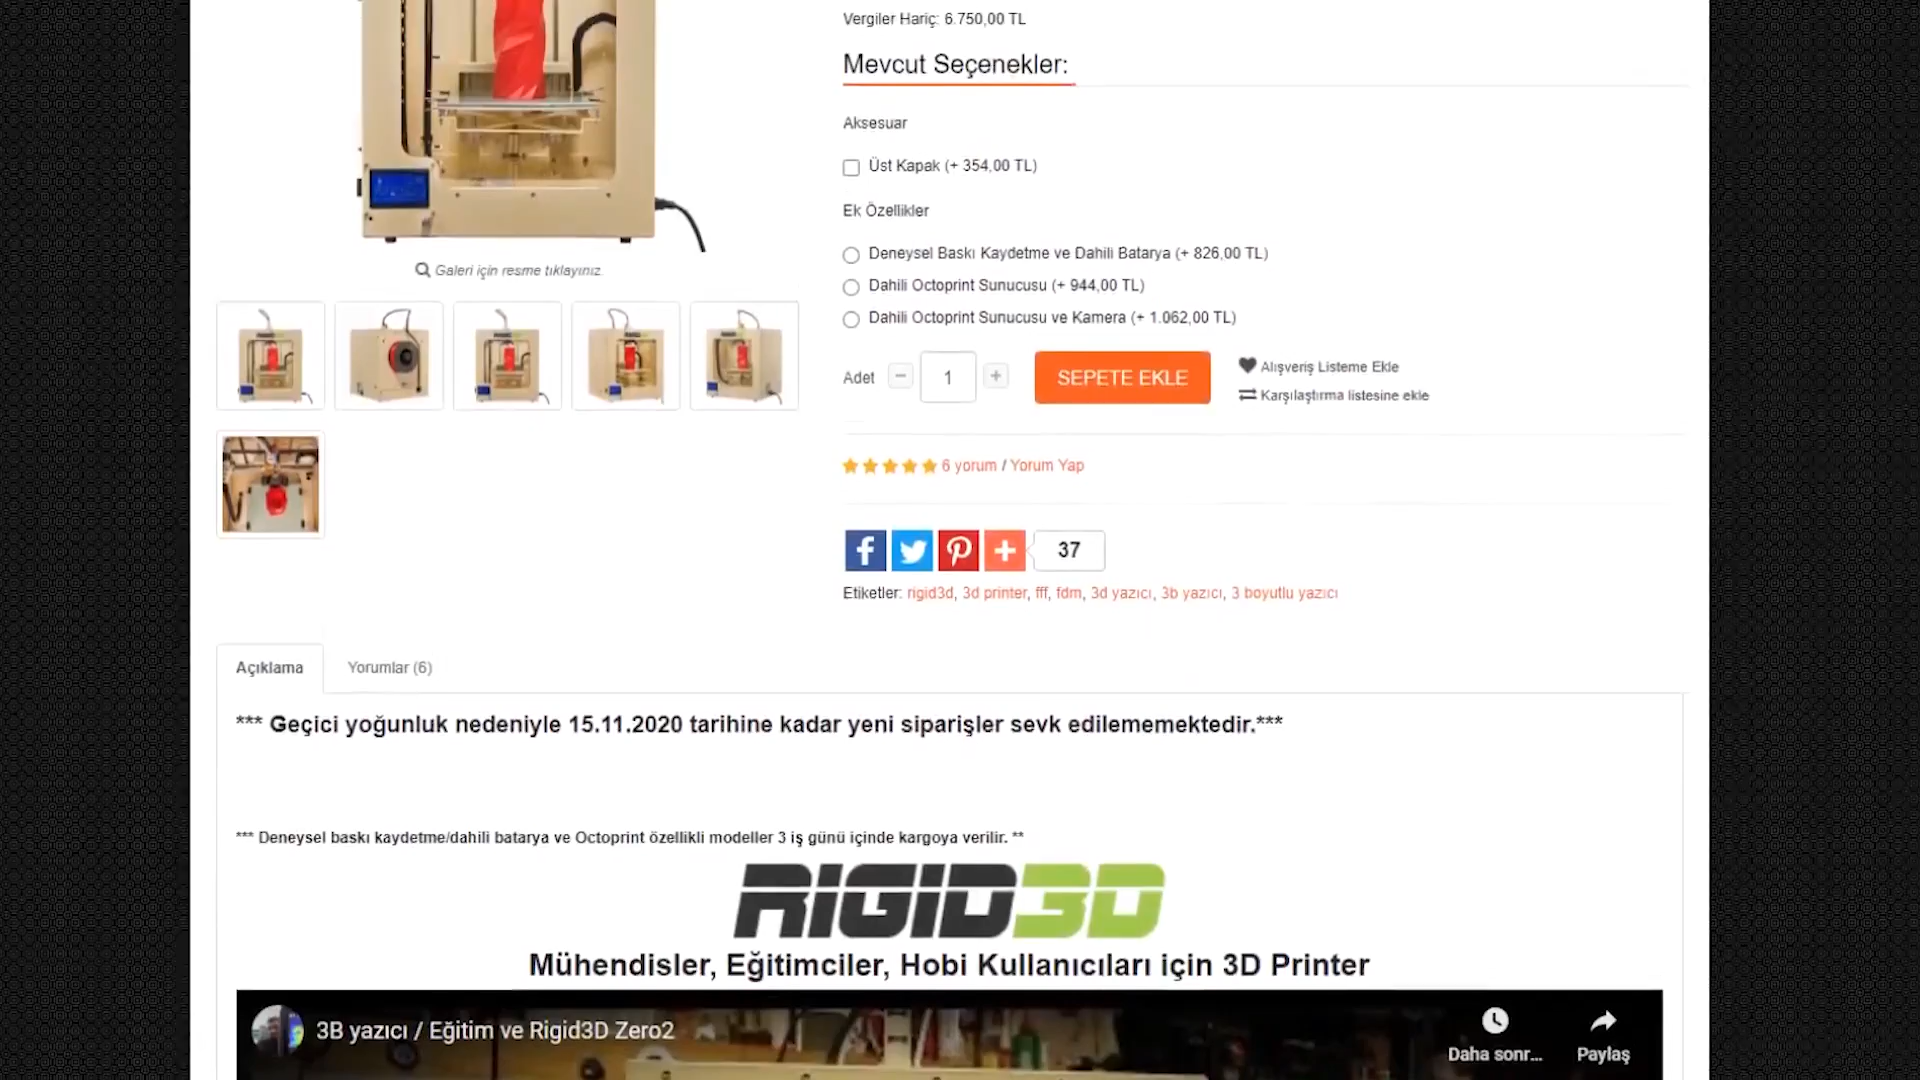 Vergiler Hariç: 6.750,00 TL
Mevcut Seçenekler:
Aksesuar
Üst Kapak (+ 354,00 TL)
Ek Özellikler
Deneysel Baskı Kaydetme ve Dahili Batarya (+ 826,00 TL)
Dahili Octoprint Sunucusu (+ 944,00 TL)
Dahili Octoprint Sunucusu ve Kamera (+ 1.062,00 TL)
Galeri için resme tıklayınız.
Adet − 1 + SEPETE EKLE
Alışveriş Listeme Ekle
Karşılaştırma listesine ekle
6 yorum / Yorum Yap
37
Etiketler: rigid3d, 3d printer, fff, fdm, 3d yazıcı, 3b yazıcı, 3 boyutlu yazıcı
Açıklama Yorumlar (6)
*** Geçici yoğunluk nedeniyle 15.11.2020 tarihine kadar yeni siparişler sevk edilememektedir.***
*** Deneysel baskı kaydetme/dahili batarya ve Octoprint özellikli modeller 3 iş günü içinde kargoya verilir. **
RIGID3D
Mühendisler, Eğitimciler, Hobi Kullanıcıları için 3D Printer
3B yazıcı / Eğitim ve Rigid3D Zero2
Daha sonr... Paylaş